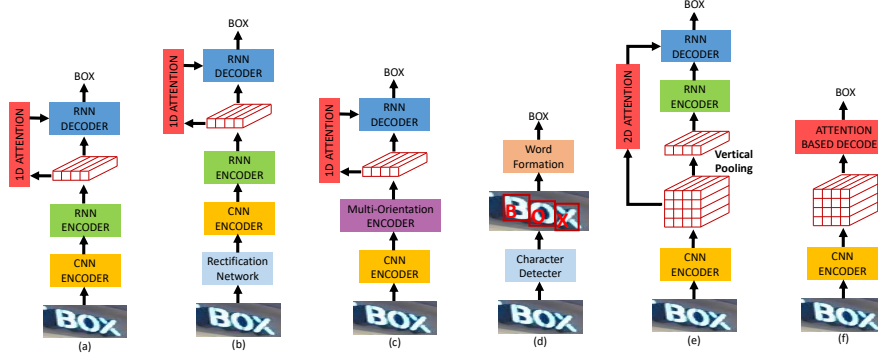 BOX
RNN
DECODER
1D ATTENTION
RNN
ENCODER
CNN
ENCODER
BOX
(a)
BOX
RNN
DECODER
1D ATTENTION
RNN
ENCODER
CNN
ENCODER
Rectification
Network
BOX
(b)
BOX
RNN
DECODER
1D ATTENTION
Multi-Orientation
ENCODER
CNN
ENCODER
BOX
(c)
BOX
Word
Formation
BOX
B O X
Character
Detecter
BOX
(d)
BOX
RNN
DECODER
2D ATTENTION
RNN
ENCODER
Vertical
Pooling
CNN
ENCODER
BOX
(e)
BOX
ATTENTION
BASED DECODE
CNN
ENCODER
BOX
(f)